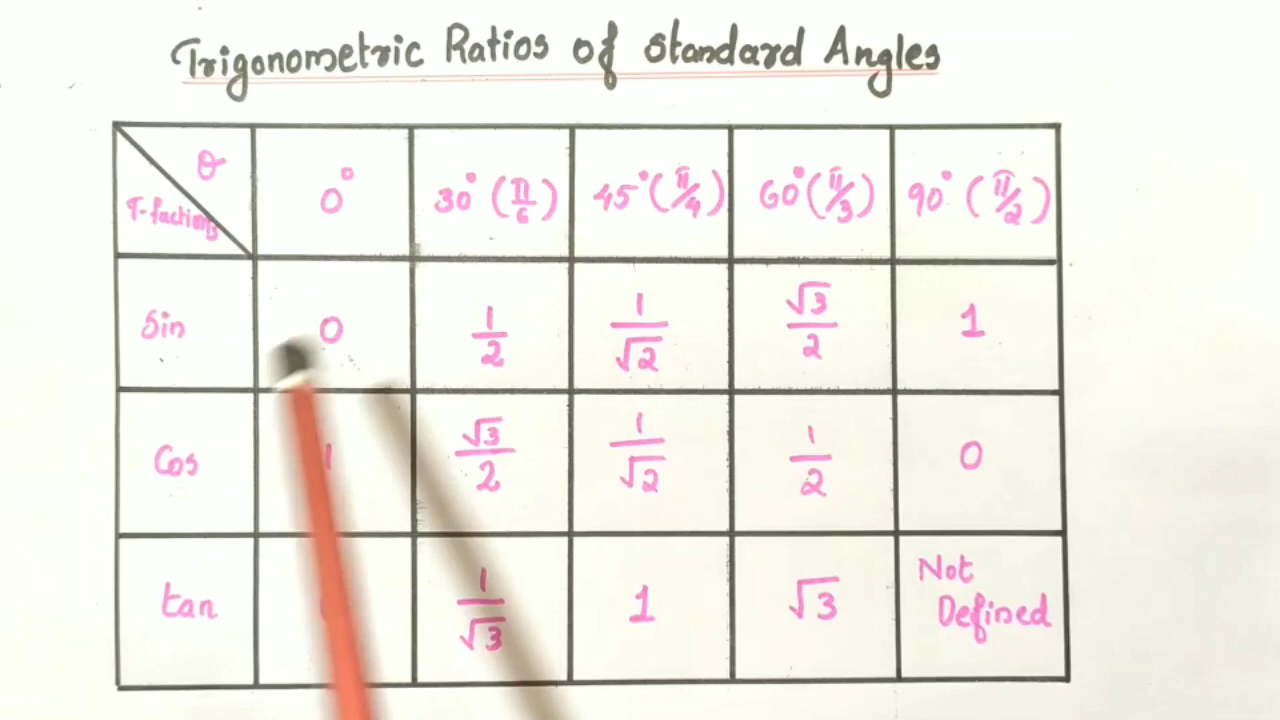 Trigonometric Ratios of Standard Angles
θ
T-factions
0° 30° (π/6) 45° (π/4) 60° (π/3) 90° (π/2)
Sin 0 1/2 1/√2 √3/2 1
Cos 1 √3/2 1/√2 1/2 0
tan 1/√3 1 √3 Not Defined